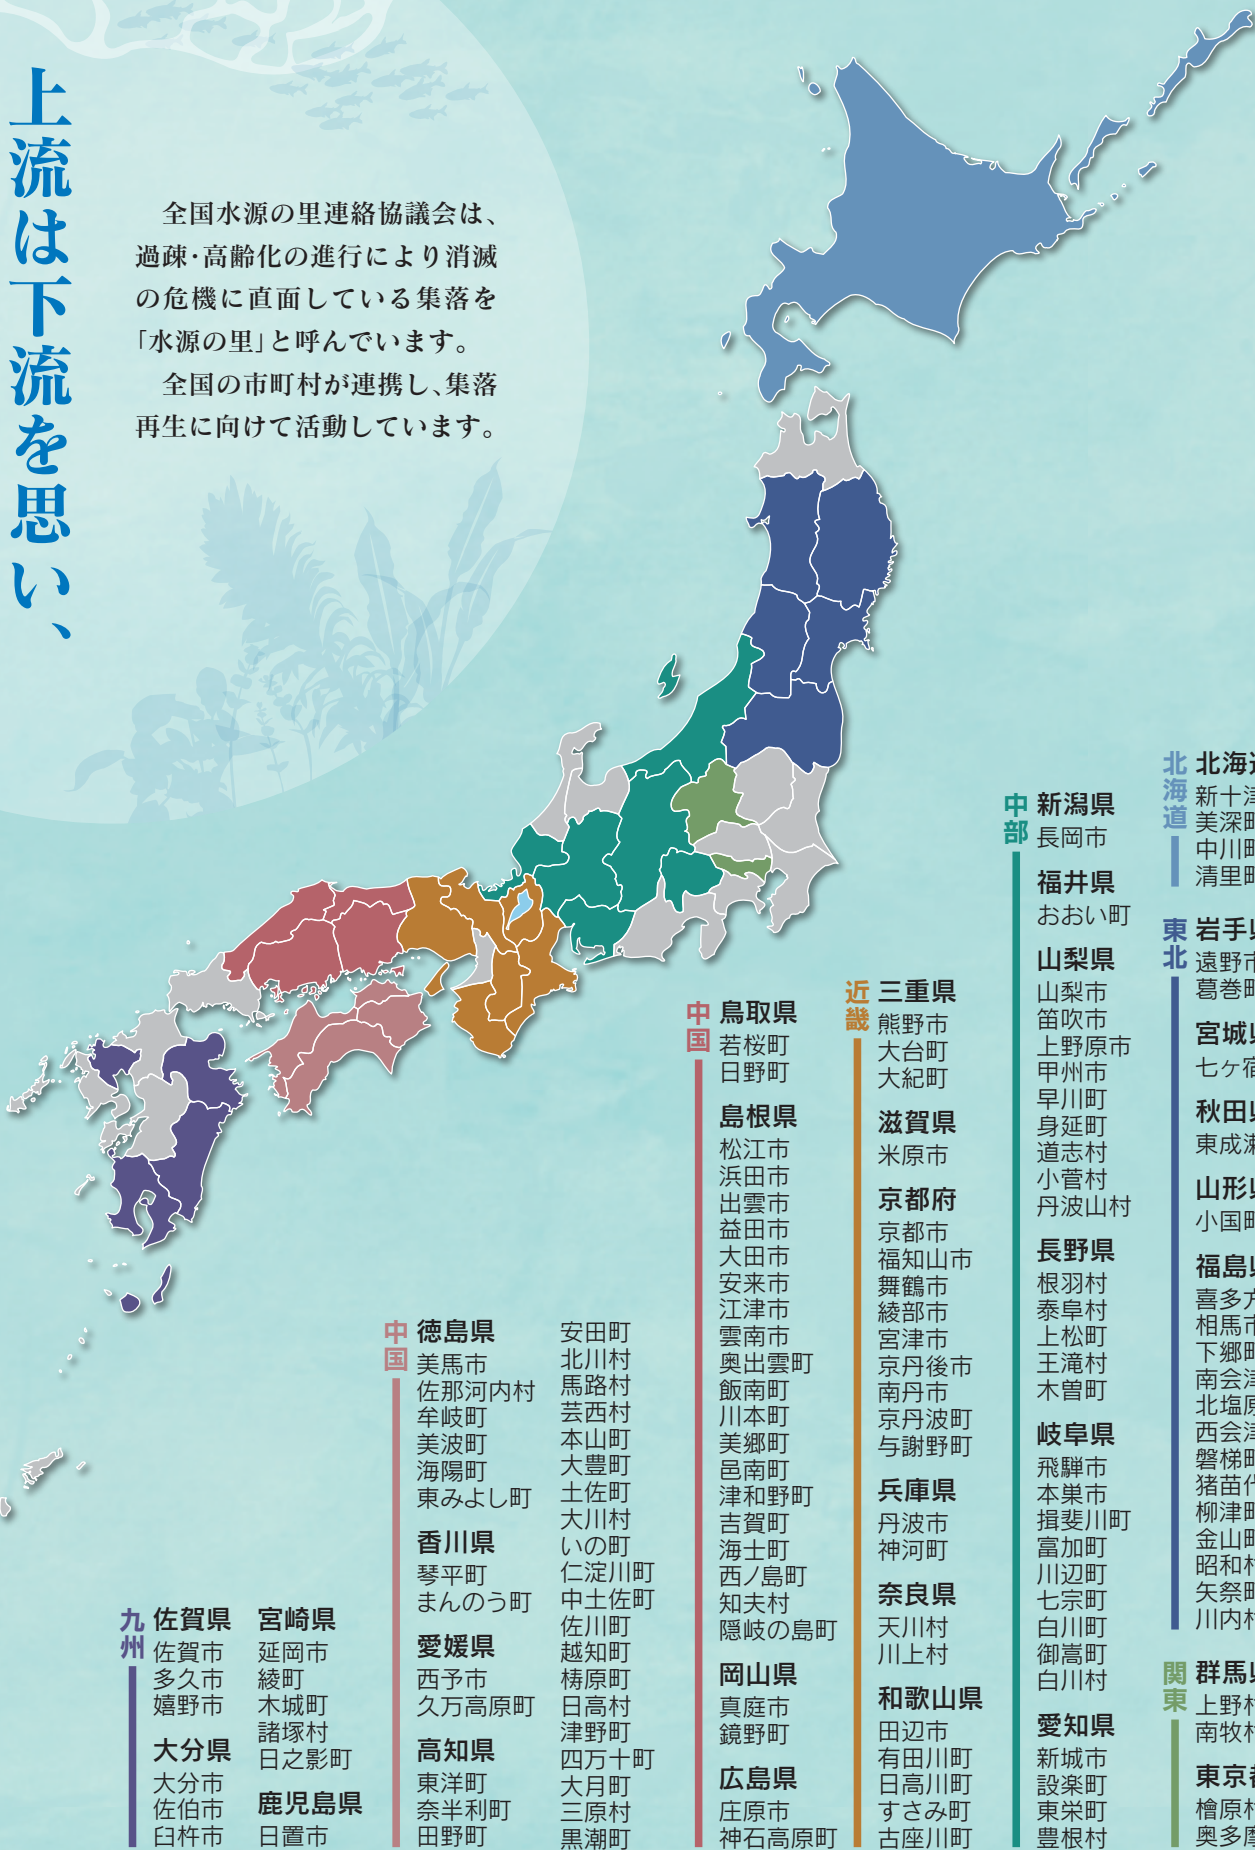 上流は下流を思い、
全国水源の里連絡協議会は、
過疎・高齢化の進行により消滅
の危機に直面している集落を
「水源の里」と呼んでいます。
全国の市町村が連携し、集落
再生に向けて活動しています。
北海道
北海
新十
美深町
中川町
清里町
東北
岩手県
遠野市
葛巻町
宮城県
七ヶ宿
秋田県
東成瀬
山形県
小国町
福島県
喜多方
相馬市
下郷町
南会津
北塩原
西会津
磐梯町
猪苗代
柳津町
金山町
昭和村
矢祭町
川内村
関東
群馬県
上野村
南牧村
東京都
檜原村
奥多摩
中部
新潟県
長岡市
福井県
おおい町
山梨県
山梨市
笛吹市
上野原市
甲州市
早川町
身延町
道志村
小菅村
丹波山村
長野県
根羽村
泰阜村
上松町
王滝村
木曽町
岐阜県
飛騨市
本巣市
揖斐川町
富加町
川辺町
七宗町
白川町
御嵩町
白川村
愛知県
新城市
設楽町
東栄町
豊根村
近畿
三重県
熊野市
大台町
大紀町
滋賀県
米原市
京都府
京都市
福知山市
舞鶴市
綾部市
宮津市
京丹後市
南丹市
京丹波町
与謝野町
兵庫県
丹波市
神河町
奈良県
天川村
川上村
和歌山県
田辺市
有田川町
日高川町
すさみ町
古座川町
中国
鳥取県
若桜町
日野町
島根県
松江市
浜田市
出雲市
益田市
大田市
安来市
江津市
雲南市
奥出雲町
飯南町
川本町
美郷町
邑南町
津和野町
吉賀町
海士町
西ノ島町
知夫村
隠岐の島町
岡山県
真庭市
鏡野町
広島県
庄原市
神石高原町
中国
徳島県
美馬市
佐那河内村
牟岐町
美波町
海陽町
東みよし町
香川県
琴平町
まんのう町
愛媛県
西予市
久万高原町
高知県
東洋町
奈半利町
田野町
安田町
北川村
馬路村
芸西村
本山町
大豊町
土佐町
大川村
いの町
仁淀川町
中土佐町
佐川町
越知町
梼原町
日高村
津野町
四万十町
大月町
三原村
黒潮町
九州
佐賀県
佐賀市
多久市
嬉野市
大分県
大分市
佐伯市
臼杵市
宮崎県
延岡市
綾町
木城町
諸塚村
日之影町
鹿児島県
日置市